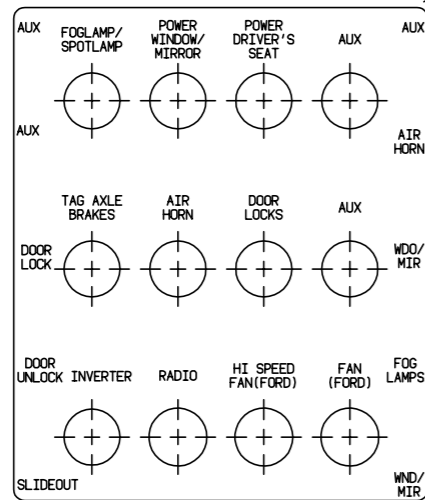 AUX
FOGLAMP/
SPOTLAMP
POWER
WINDOW/
MIRROR
POWER
DRIVER'S
SEAT
AUX
AUX
AUX
AIR
HORN
TAG AXLE
BRAKES
AIR
HORN
DOOR
LOCKS
AUX
DOOR
LOCK
WDO/
MIR
DOOR
UNLOCK
INVERTER
RADIO
HI SPEED
FAN(FORD)
FAN
(FORD)
FOG
LAMPS
SLIDEOUT
WND/
MIR